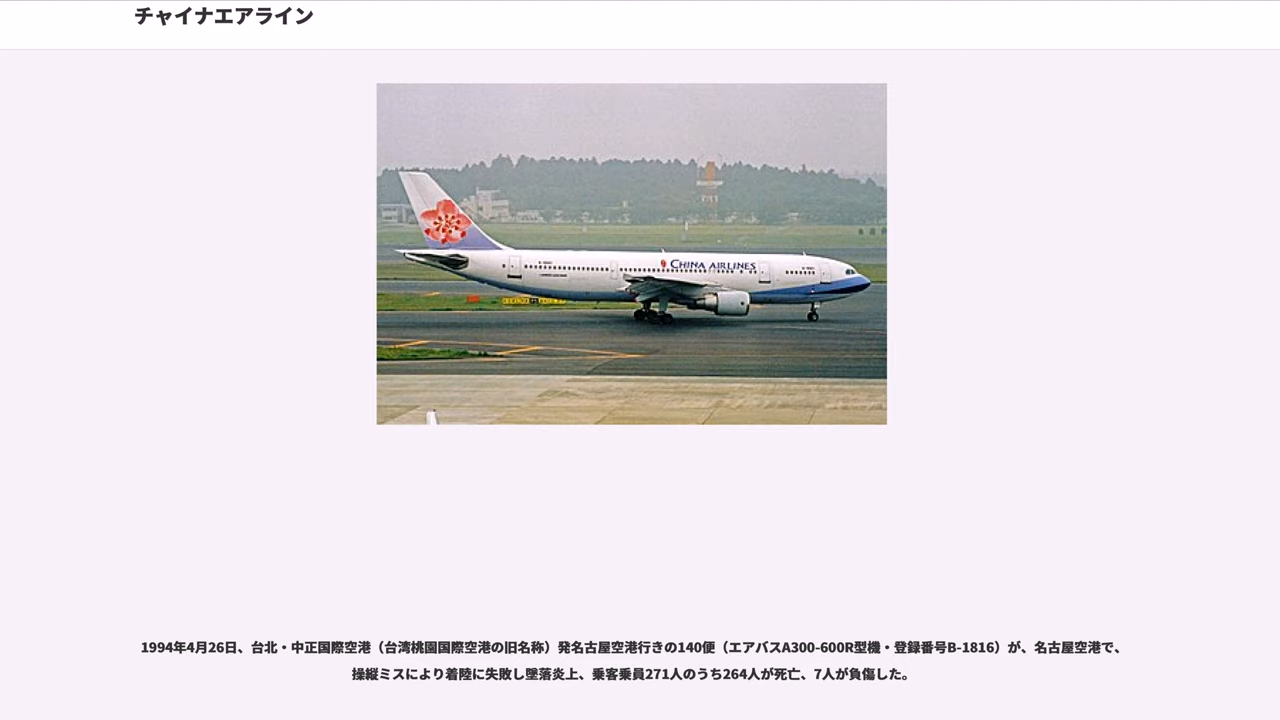 チャイナエアライン
CHINA AIRLINES
1994年4月26日、台北・中正国際空港（台湾桃園国際空港の旧名称）発名古屋空港行きの140便（エアバスA300-600R型機・登録番号B-1816）が、名古屋空港で、
操縦ミスにより着陸に失敗し墜落炎上、乗客乗員271人のうち264人が死亡、7人が負傷した。